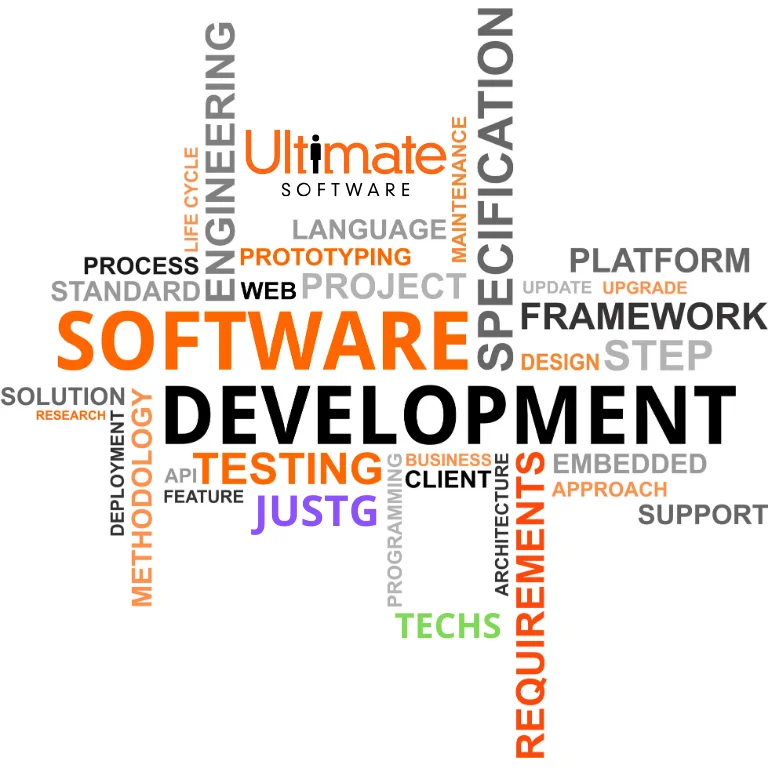 ENGINEERING
SPECIFICATION
Ultimate
SOFTWARE
LIFE CYCLE
MAINTENANCE
LANGUAGE
PROTOTYPING
PROCESS
PLATFORM
STANDARD
WEB
PROJECT
UPDATE
UPGRADE
SOFTWARE
FRAMEWORK
DESIGN
STEP
SOLUTION
RESEARCH
DEVELOPMENT
DEPLOYMENT
METHODOLOGY
API
TESTING
FEATURE
JUSTG
PROGRAMMING
BUSINESS
CLIENT
ARCHITECTURE
REQUIREMENTS
EMBEDDED
APPROACH
SUPPORT
TECHS